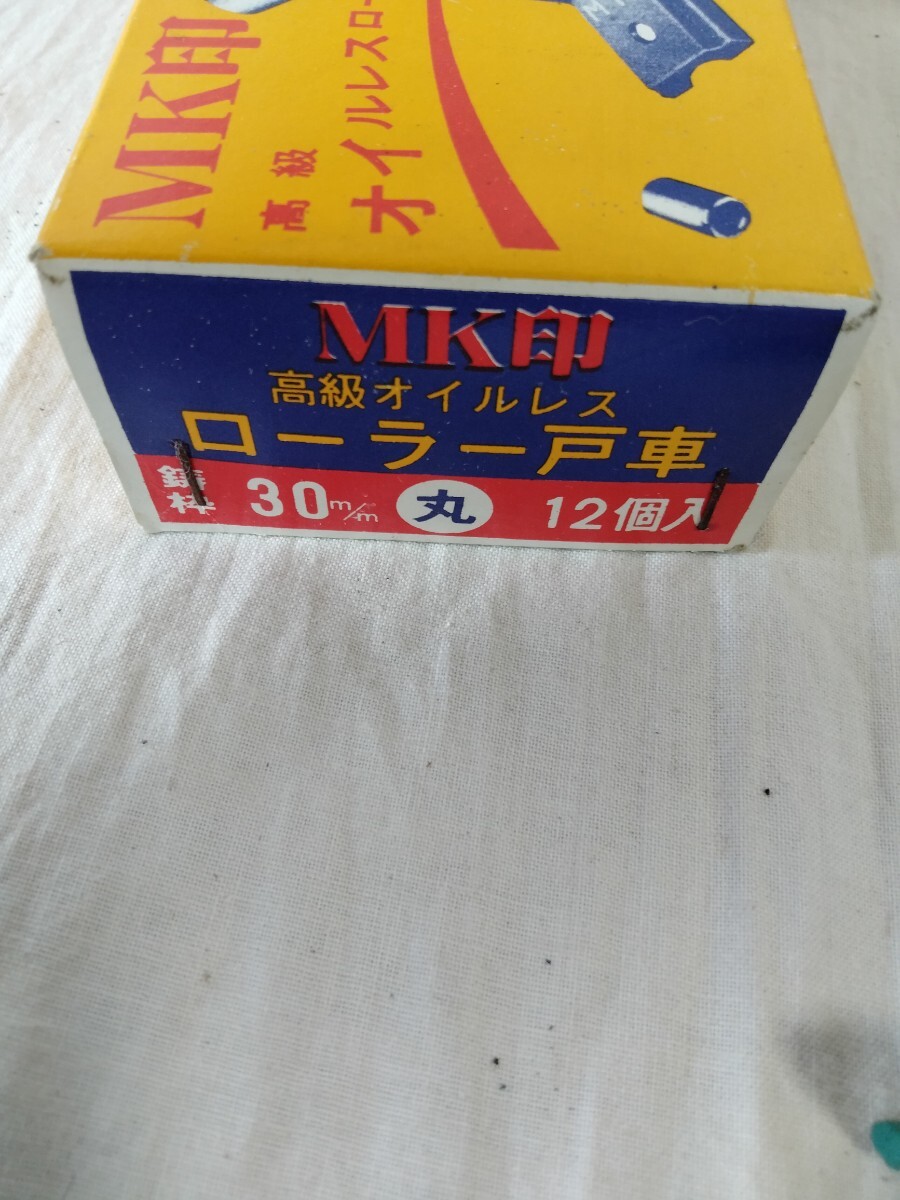 MK印
高級
オイルレスロー
MK印
高級オイルレス
ローラー戸車
鋳枠 30m/m 丸 12個入